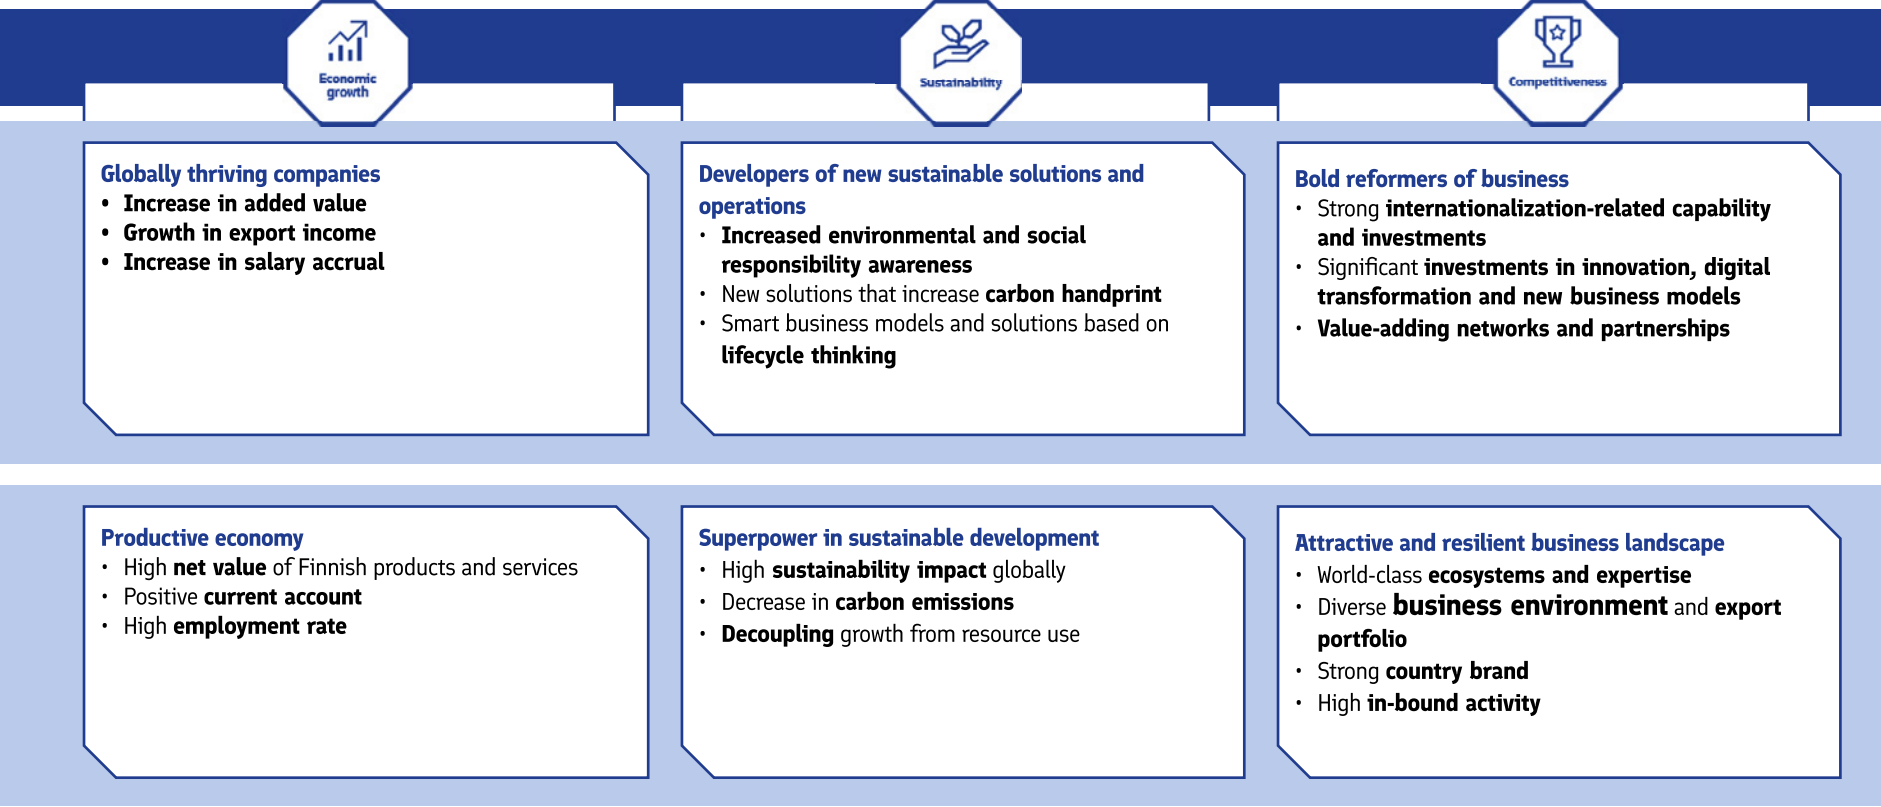 Economic
growth
Sustainability
Competitiveness
Globally thriving companies
• Increase in added value
• Growth in export income
• Increase in salary accrual
Developers of new sustainable solutions and
operations
• Increased environmental and social
responsibility awareness
• New solutions that increase carbon handprint
• Smart business models and solutions based on
lifecycle thinking
Bold reformers of business
• Strong internationalization-related capability
and investments
• Significant investments in innovation, digital
transformation and new business models
• Value-adding networks and partnerships
Productive economy
• High net value of Finnish products and services
• Positive current account
• High employment rate
Superpower in sustainable development
• High sustainability impact globally
• Decrease in carbon emissions
• Decoupling growth from resource use
Attractive and resilient business landscape
• World-class ecosystems and expertise
• Diverse business environment and export
portfolio
• Strong country brand
• High in-bound activity